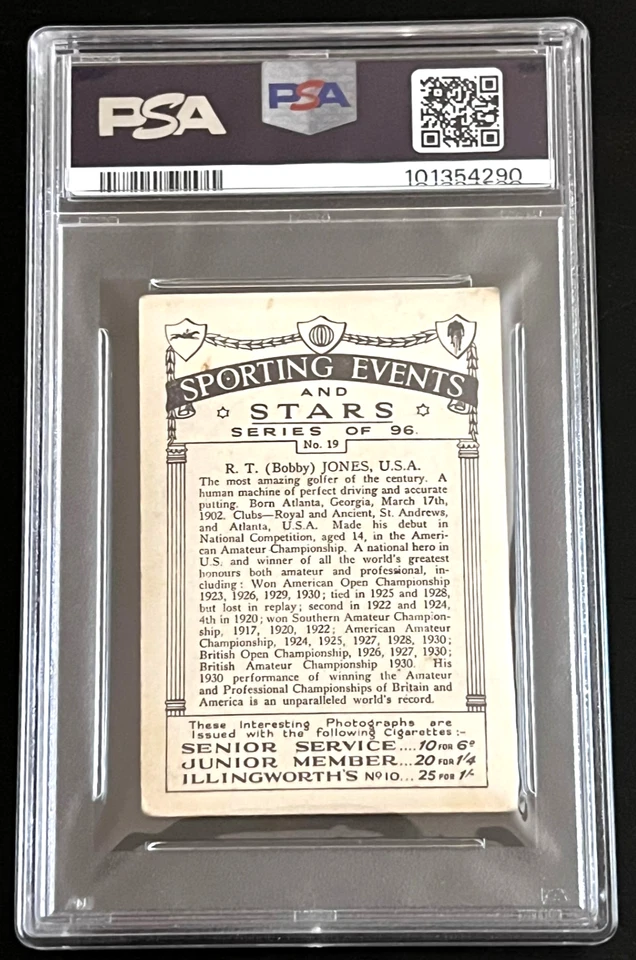 PSA
PSA
101354290
SPORTING EVENTS
AND
STARS
SERIES OF 96.
No. 19
R. T. (Bobby) JONES, U.S.A.
The most amazing golfer of the century. A
human machine of perfect driving and accurate
putting. Born Atlanta, Georgia, March 17th,
1902. Clubs—Royal and Ancient, St. Andrews,
and Atlanta, U.S.A. Made his debut in
National Competition, aged 14, in the Ameri-
can Amateur Championship. A national hero in
U.S. and winner of all the world's greatest
honours both amateur and professional, in-
cluding: Won American Open Championship
1923, 1926, 1929, 1930; tied in 1925 and 1928,
but lost in replay; second in 1922 and 1924,
4th in 1920; won Southern Amateur Champion-
ship, 1917, 1920, 1922; American Amateur
Championship, 1924, 1925, 1927, 1928, 1930;
British Open Championship, 1926, 1927, 1930;
British Amateur Championship 1930. His
1930 performance of winning the Amateur
and Professional Championships of Britain and
America is an unparalleled world's record.
These Interesting Photographs are
Issued with the following Cigarettes:-
SENIOR SERVICE....10 FOR 6D
JUNIOR MEMBER....20 FOR 1/4
ILLINGWORTH'S No 10... 25 FOR 1/-